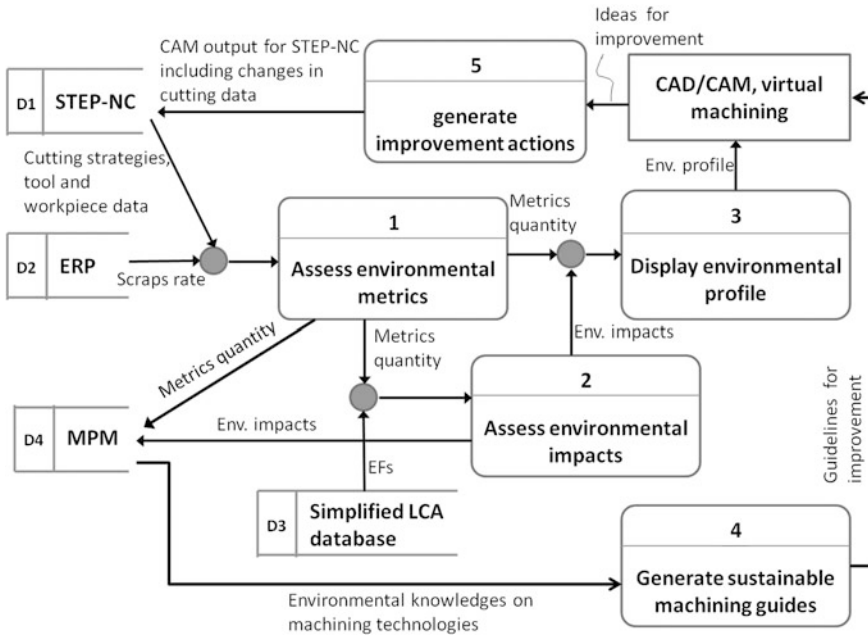 CAM output for STEP-NC
including changes in
cutting data
Ideas for
improvement
5
generate
improvement actions
CAD/CAM, virtual
machining
D1
STEP-NC
Cutting strategies,
tool and
workpiece data
Env. profile
Metrics
quantity
1
Assess environmental
metrics
3
Display environmental
profile
D2
ERP
Scraps rate
Metrics quantity
Metrics
quantity
Env. impacts
2
Assess environmental
impacts
D4
MPM
Env. impacts
EFs
D3
Simplified LCA
database
Guidelines for
improvement
4
Generate sustainable
machining guides
Environmental knowledges on
machining technologies